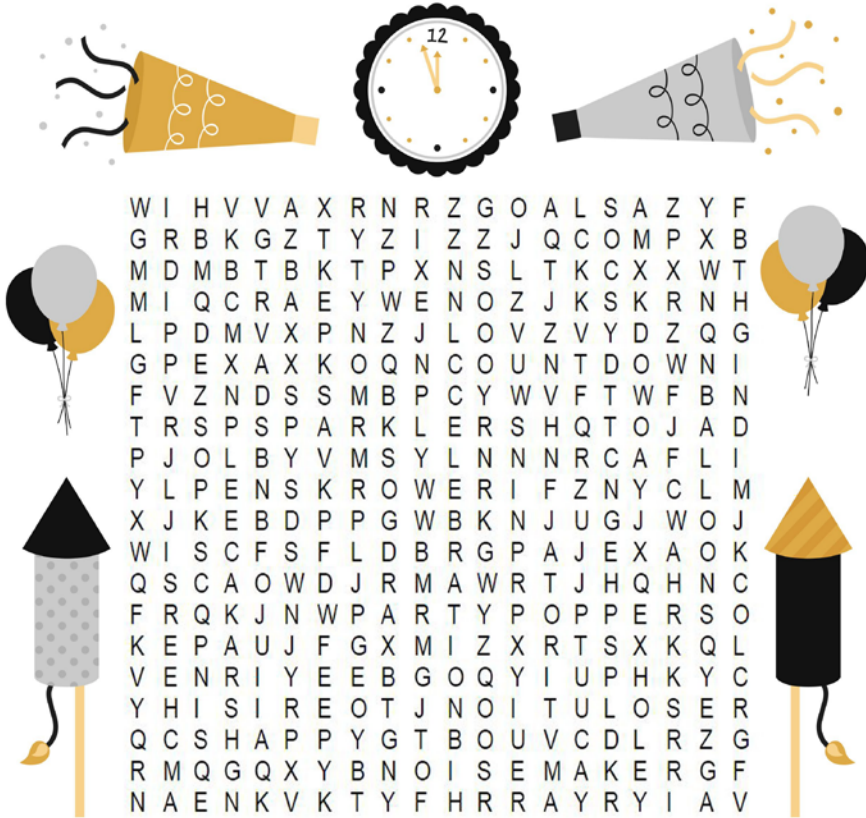 12
W I H V V A X R N R Z G O A L S A Z Y F
G R B K G Z T Y Z I Z Z J Q C O M P X B
M D M B T B K T P X N S L T K C X X W T
M I Q C R A E Y W E N O Z J K S K R N H
L P D M V X P N Z J L O V Z V Y D Z Q G
G P E X A X K O Q N C O U N T D O W N I
F V Z N D S S M B P C Y W V F T W F B N
T R S P S P A R K L E R S H Q T O J A D
P J O L B Y V M S Y L N N N R C A F L I
Y L P E N S K R O W E R I F Z N Y C L M
X J K E B D P P G W B K N J U G J W O J
W I S C F S F L D B R G P A J E X A O K
Q S C A O W D J R M A W R T J H Q H N C
F R Q K J N W P A R T Y P O P P E R S O
K E P A U J F G X M I Z X R T S X K Q L
V E N R I Y E E B G O Q Y I U P H K Y C
Y H I S I R E O T J N O I T U L O S E R
Q C S H A P P Y G T B O U V C D L R Z G
R M Q G Q X Y B N O I S E M A K E R G F
N A E N K V K T Y F H R R A Y R Y I A V